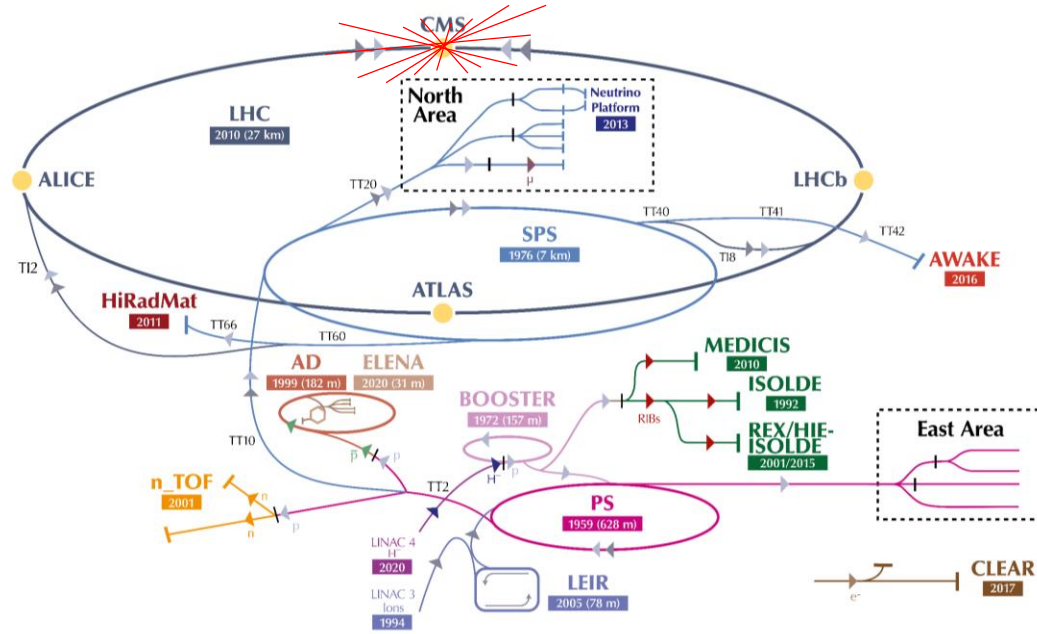 CMS
North
Area
Neutrino
Platform
2013
LHC
2010 (27 km)
ALICE
LHCb
TT20
μ
TT40
TT41
TT42
SPS
1976 (7 km)
TI8
TI2
AWAKE
2016
ATLAS
HiRadMat
2011
TT66
TT60
AD
1999 (182 m)
ELENA
2020 (31 m)
MEDICIS
2010
BOOSTER
1972 (157 m)
ISOLDE
1992
RIBs
REX/HIE-
ISOLDE
2001/2015
East Area
TT10
p̅
p
p
H⁻
n_TOF
2001
n
n
p
TT2
PS
1959 (628 m)
LINAC 4
H⁻
2020
LINAC 3
Ions
1994
LEIR
2005 (78 m)
e⁻
CLEAR
2017